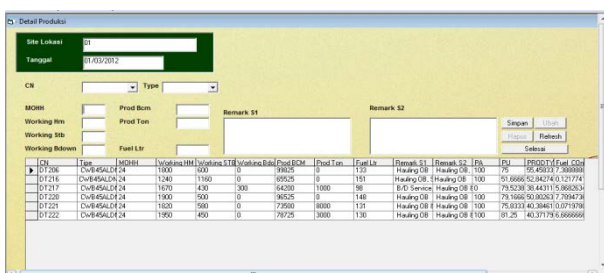 Detail Produksi
Site Lokasi 01
Tanggal 01/03/2012
CN Type
MOHH Prod Bcm Remark S1 Remark S2
Working Hm Prod Ton
Simpan Ubah
Working Stb
Hapus Refresh
Working Bdown Fuel Ltr
Selesai
CN Tipe MOHH Working HM Working STB Working Bdo Prod BCM Prod Ton Fuel Ltr Remark S1 Remark S2 PA PU PRODTY Fuel COn
DT206 24 1800 600 0 99825 0 133 Hauling OB Hauling OB 100 75
DT216 24 1240 1160 0 65525 0 151 Hauling OB Hauling OB 100
DT217 24 1670 430 300 64200 1000 98 B/D Service Hauling OB
DT220 24 1900 500 0 96525 0 148 Hauling OB Hauling OB 100
DT221 24 1820 580 0 73500 8000 131 Hauling OB Hauling OB 100
DT222 24 1950 450 0 78725 3000 130 Hauling OB Hauling OB 100 81,25